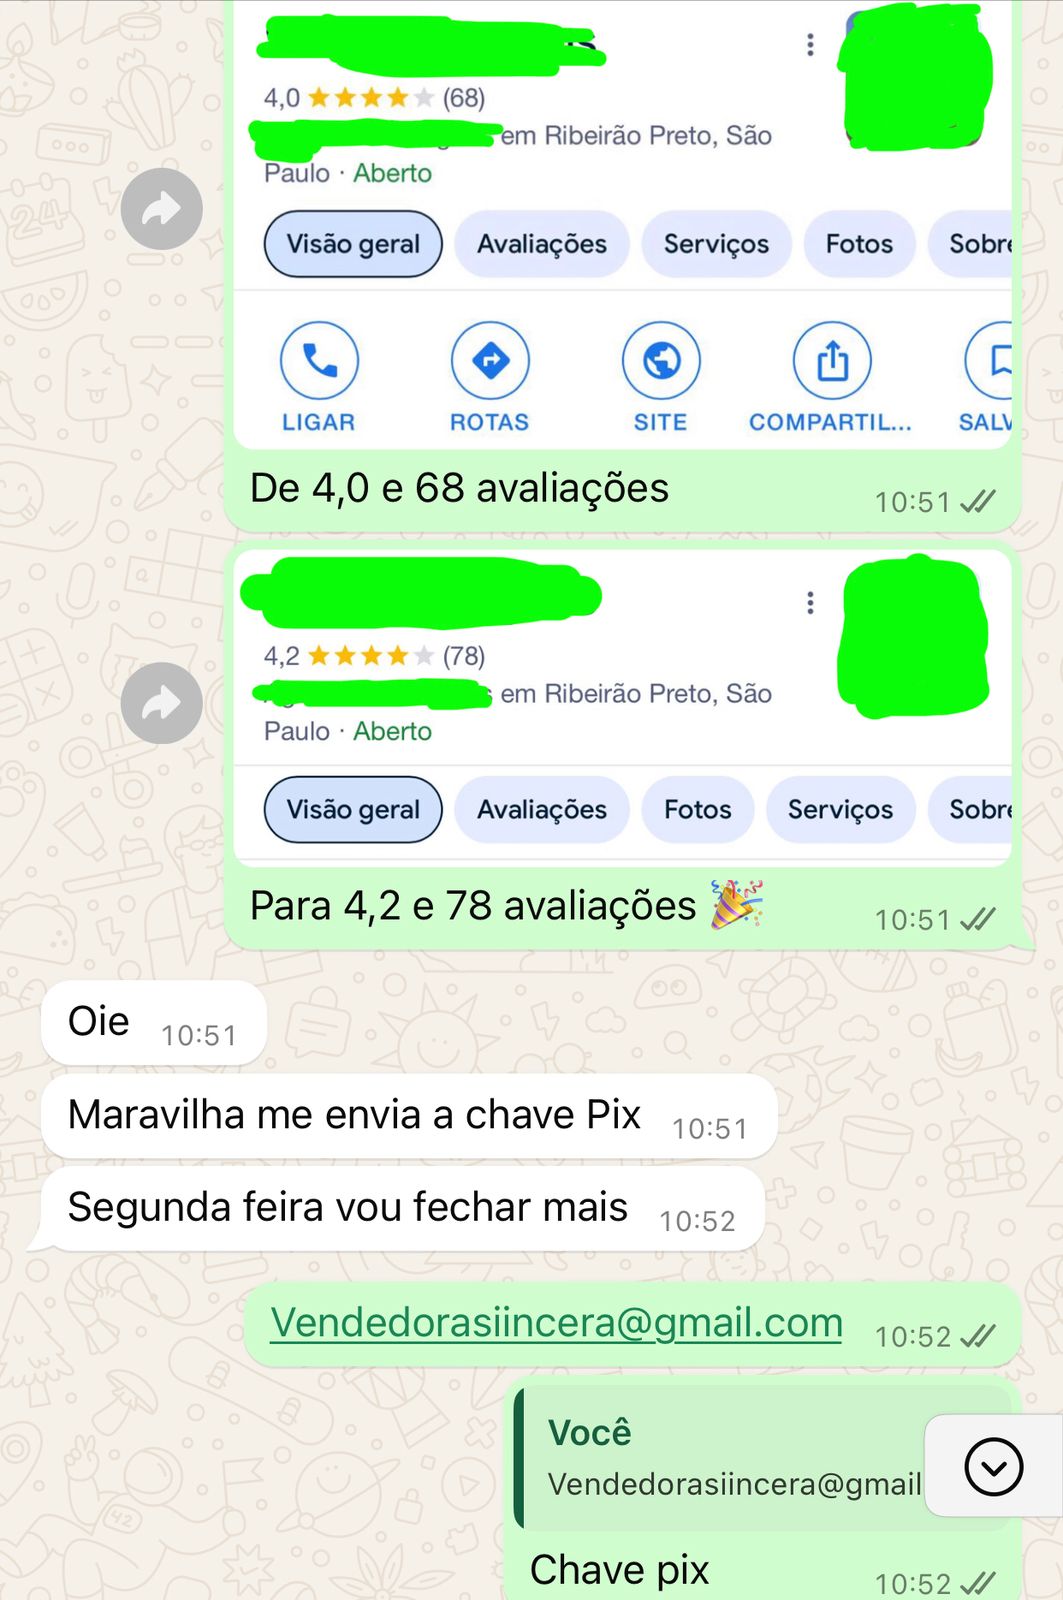 4,0 (68)
em Ribeirão Preto, São
Paulo · Aberto
Visão geral Avaliações Serviços Fotos Sobre
LIGAR ROTAS SITE COMPARTIL... SALV
De 4,0 e 68 avaliações 10:51
4,2 (78)
em Ribeirão Preto, São
Paulo · Aberto
Visão geral Avaliações Fotos Serviços Sobre
Para 4,2 e 78 avaliações 🎉 10:51
Oie 10:51
Maravilha me envia a chave Pix 10:51
Segunda feira vou fechar mais 10:52
Vendedorasiincera@gmail.com 10:52
Você
Vendedorasiincera@gmail
Chave pix 10:52